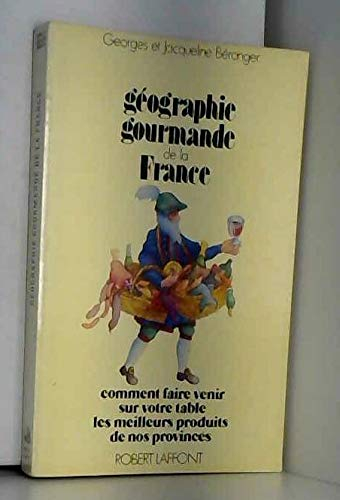 Georges et Jacqueline Béranger
géographie
gourmande
de la
France
comment faire venir
sur votre table
les meilleurs produits
de nos provinces
ROBERT LAFFONT
GÉOGRAPHIE GOURMANDE DE LA FRANCE